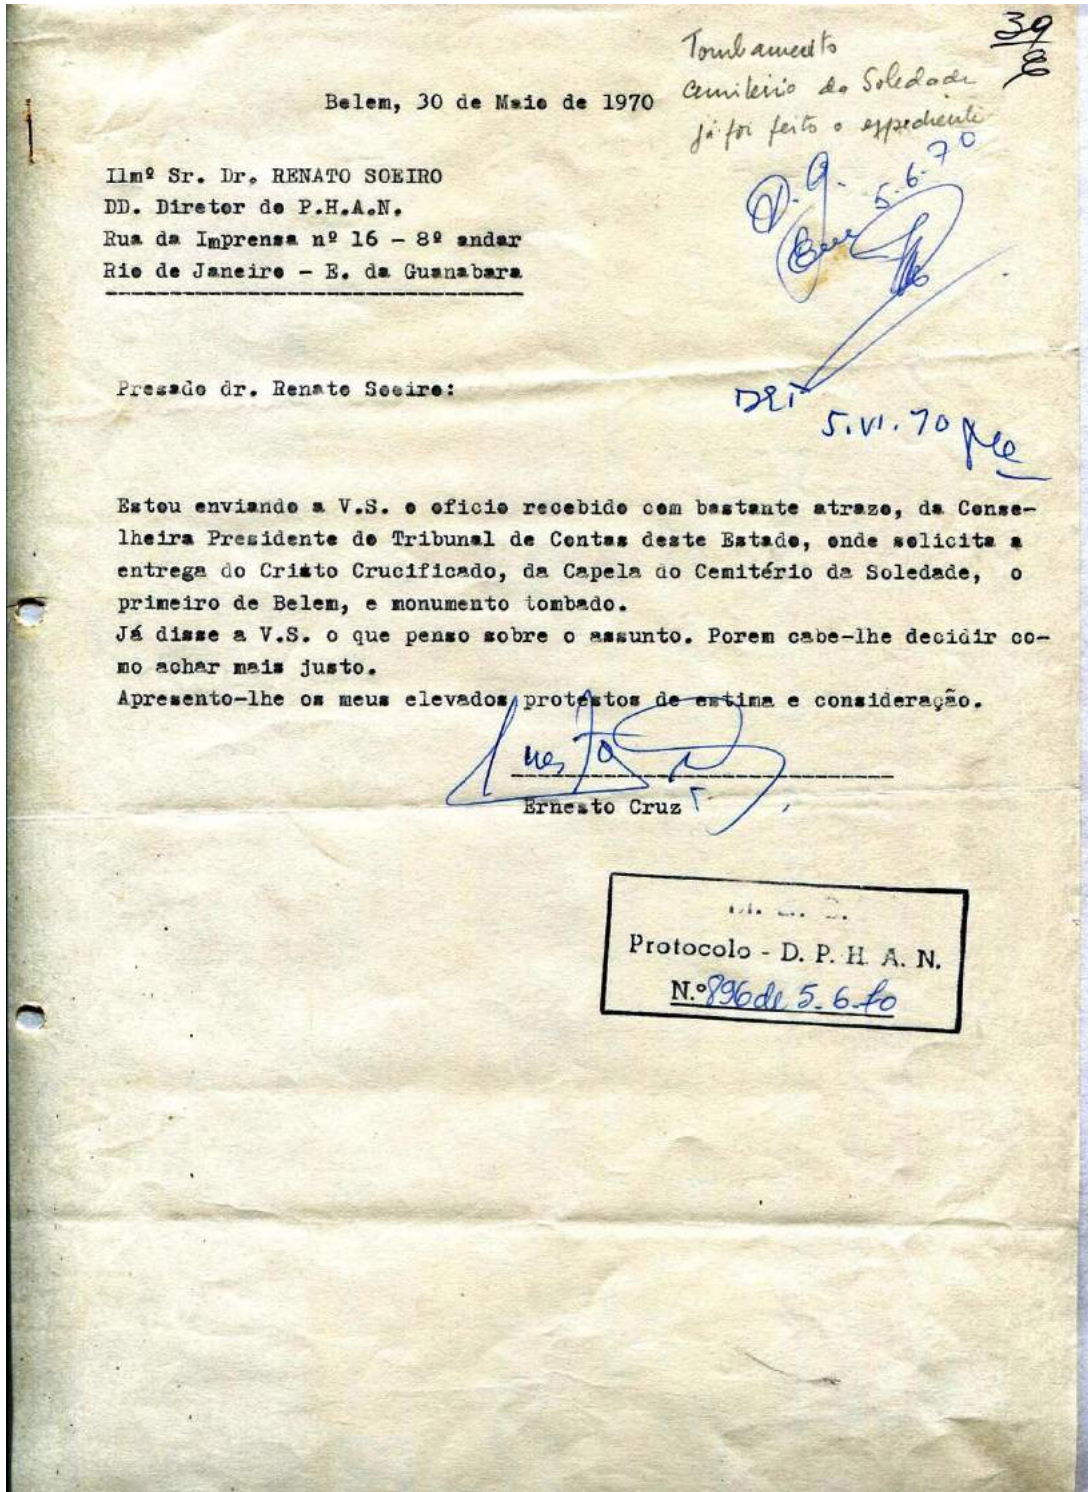 39
Tombamento
Cemitério da Soledade
já foi feito o expediente
Belem, 30 de Maio de 1970
5.6.70
Ilmº Sr. Dr. RENATO SOEIRO
DD. Diretor do P.H.A.N.
Rua da Imprensa nº 16 - 8º andar
Rio de Janeiro - E. da Guanabara
Presado dr. Renato Soeiro:
5.VI.70
Estou enviando a V.S. o oficio recebido com bastante atrazo, da Conse-
lheira Presidente do Tribunal de Contas deste Estado, onde solicita a
entrega do Cristo Crucificado, da Capela do Cemitério da Soledade, o
primeiro de Belem, e monumento tombado.
Já disse a V.S. o que penso sobre o assunto. Porem cabe-lhe decidir co-
mo achar mais justo.
Apresento-lhe os meus elevados protestos de estima e consideração.
Ernesto Cruz
Protocolo - D. P. H. A. N.
N.º 896 de 5.6.70